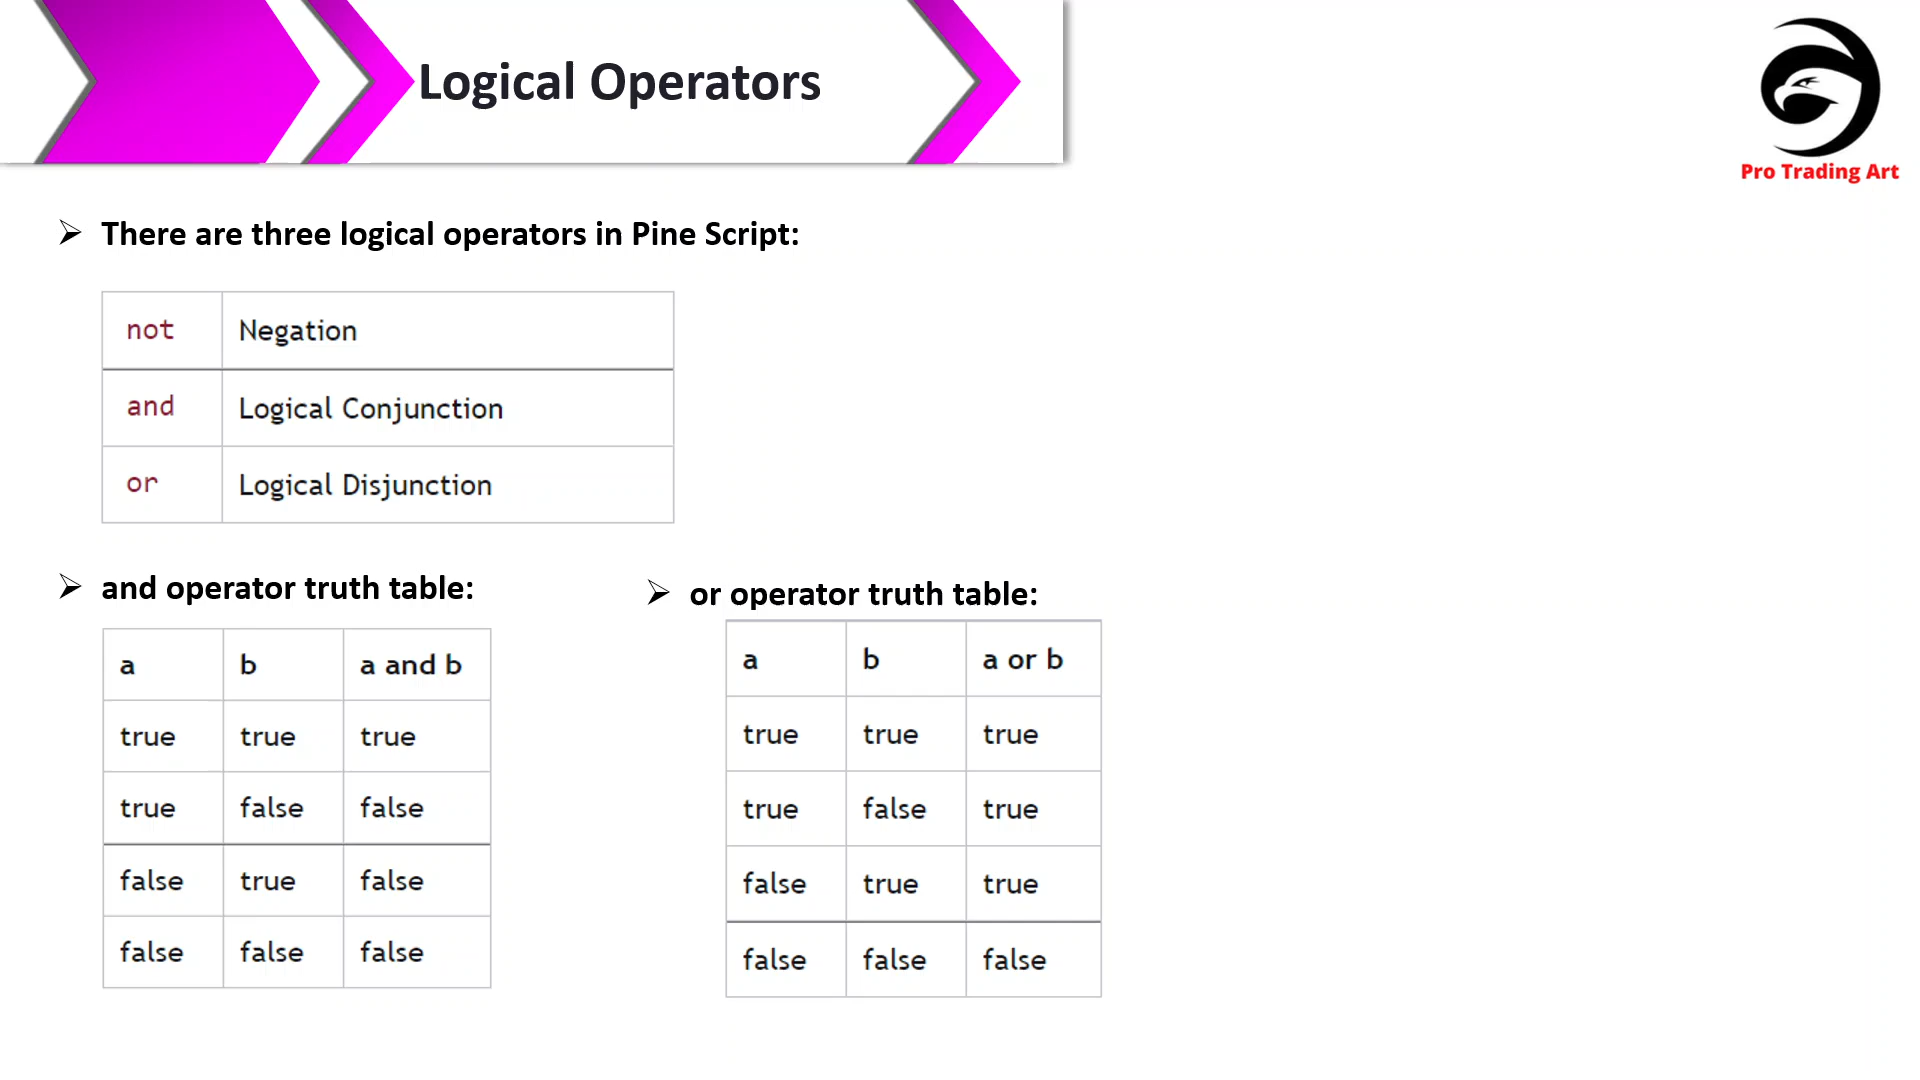 Logical Operators
Pro Trading Art
➢ There are three logical operators in Pine Script:
not Negation
and Logical Conjunction
or Logical Disjunction
➢ and operator truth table:
a b a and b
true true true
true false false
false true false
false false false
➢ or operator truth table:
a b a or b
true true true
true false true
false true true
false false false